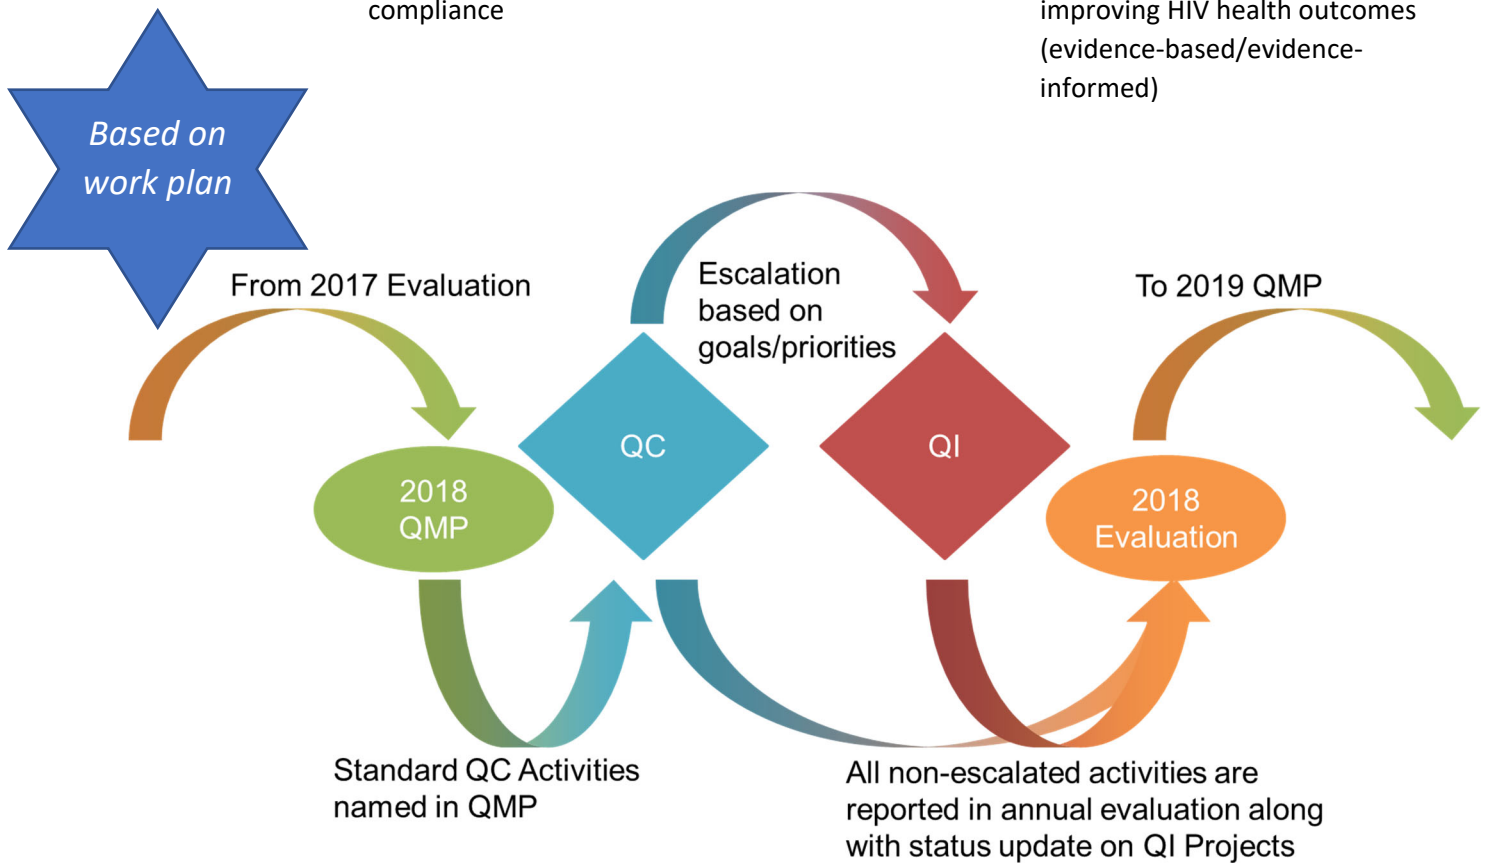 compliance
improving HIV health outcomes
(evidence-based/evidence-
informed)
Based on
work plan
From 2017 Evaluation
Escalation
based on
goals/priorities
To 2019 QMP
QC
QI
2018
QMP
2018
Evaluation
Standard QC Activities
named in QMP
All non-escalated activities are
reported in annual evaluation along
with status update on QI Projects